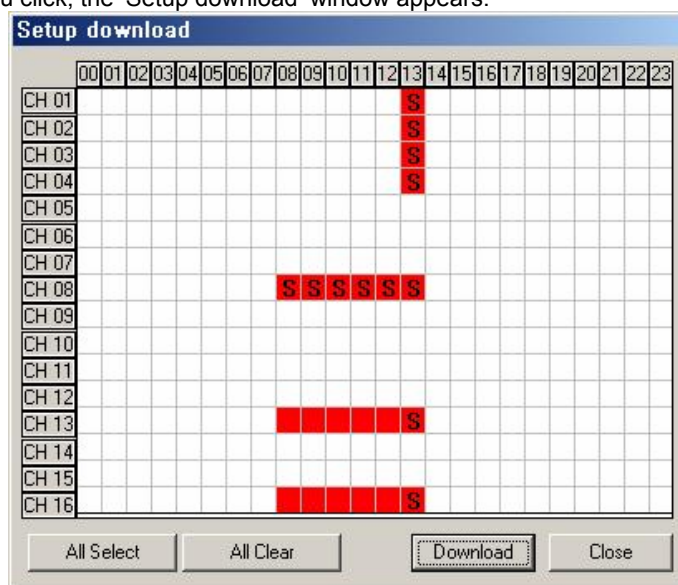 u click, the 'Setup download' window appears.
Setup download
00 01 02 03 04 05 06 07 08 09 10 11 12 13 14 15 16 17 18 19 20 21 22 23
CH 01 S
CH 02 S
CH 03 S
CH 04 S
CH 05
CH 06
CH 07
CH 08 S S S S S S
CH 09
CH 10
CH 11
CH 12
CH 13 S
CH 14
CH 15
CH 16 S
All Select All Clear Download Close